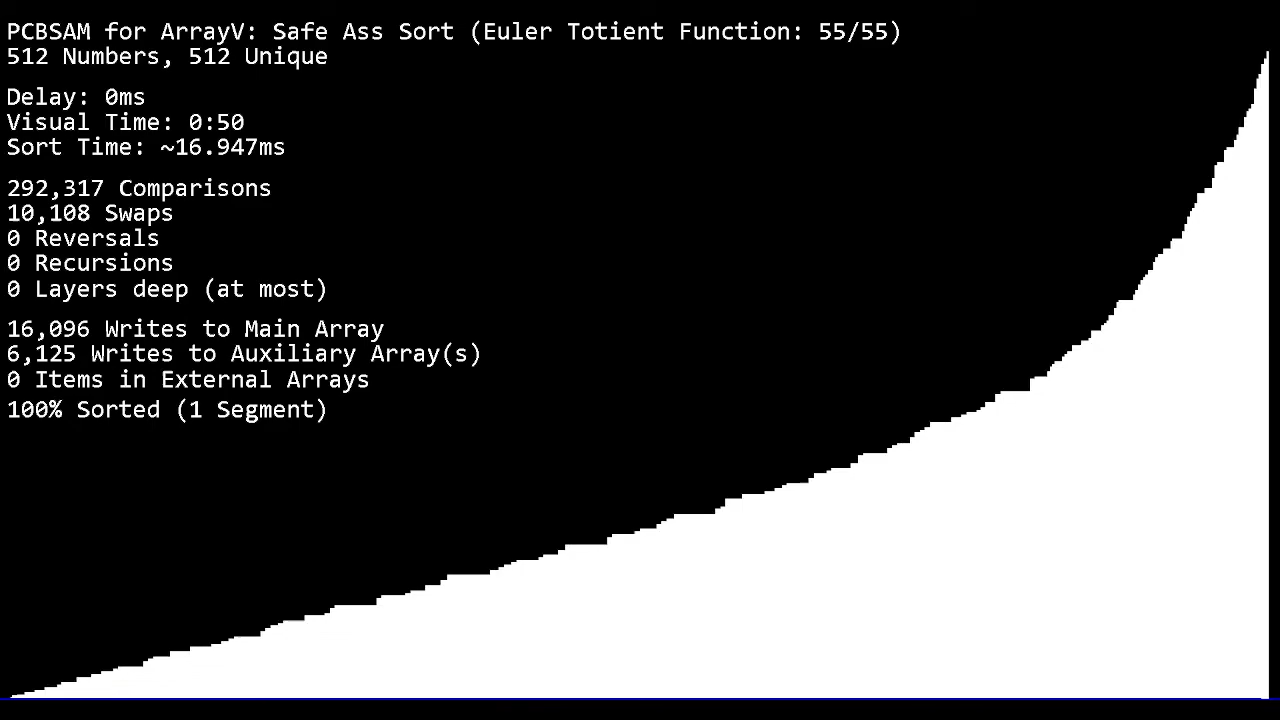 PCBSAM for ArrayV: Safe Ass Sort (Euler Totient Function: 55/55)
512 Numbers, 512 Unique
Delay: 0ms
Visual Time: 0:50
Sort Time: ~16.947ms
292,317 Comparisons
10,108 Swaps
0 Reversals
0 Recursions
0 Layers deep (at most)
16,096 Writes to Main Array
6,125 Writes to Auxiliary Array(s)
0 Items in External Arrays
100% Sorted (1 Segment)